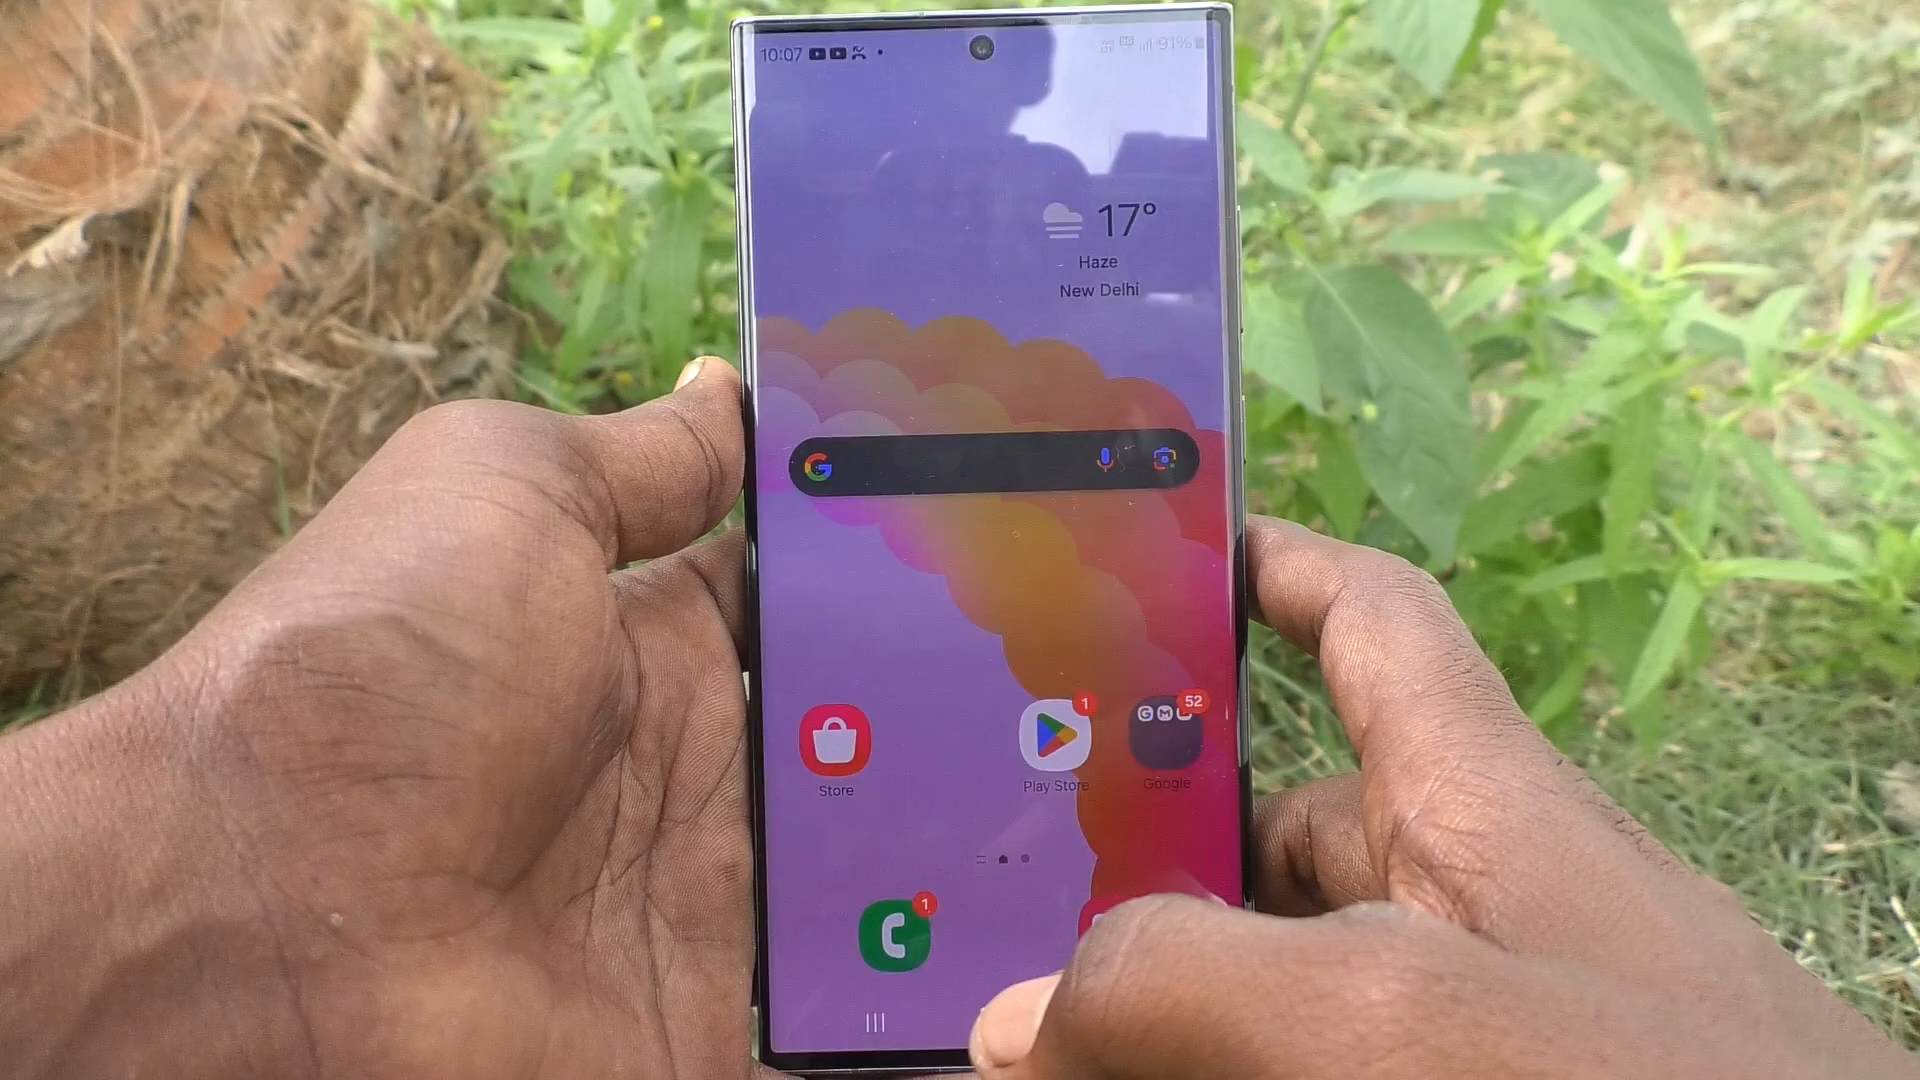 10:07
91%
17°
Haze
New Delhi
1
52
Store
Play Store
Google
1